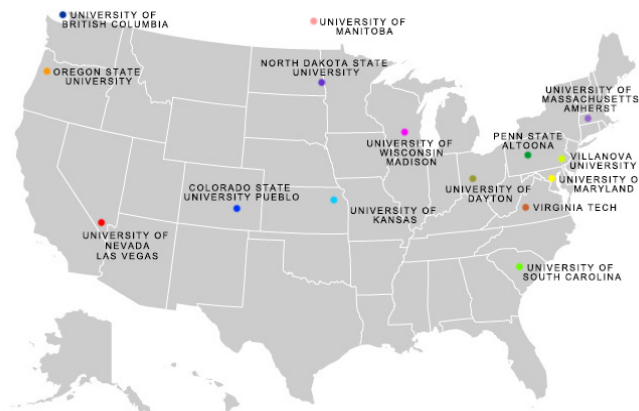 UNIVERSITY OF
BRITISH COLUMBIA
UNIVERSITY OF
MANITOBA
OREGON STATE
UNIVERSITY
NORTH DAKOTA STATE
UNIVERSITY
UNIVERSITY OF
MASSACHUSETTS
AMHERST
UNIVERSITY OF
WISCONSIN
MADISON
PENN STATE
ALTOONA
VILLANOVA
UNIVERSITY
UNIVERSITY O
MARYLAND
UNIVERSITY OF
DAYTON
COLORADO STATE
UNIVERSITY PUEBLO
UNIVERSITY OF
KANSAS
VIRGINIA TECH
UNIVERSITY OF
NEVADA
LAS VEGAS
UNIVERSITY OF
SOUTH CAROLINA